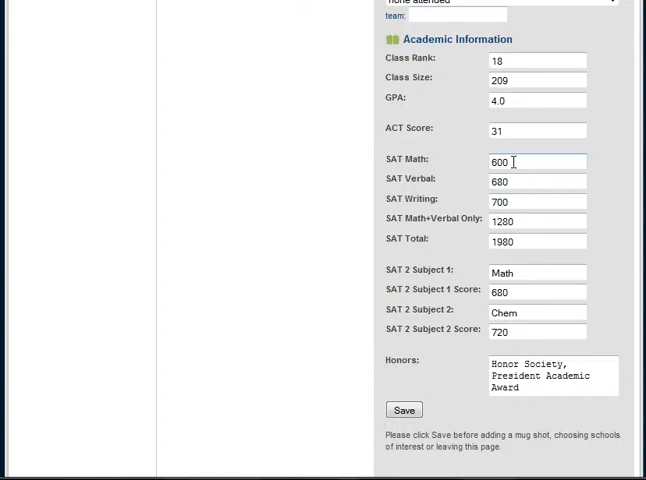 none attended
team:
Academic Information
Class Rank: 18
Class Size: 209
GPA: 4.0
ACT Score: 31
SAT Math: 600
SAT Verbal: 680
SAT Writing: 700
SAT Math+Verbal Only: 1280
SAT Total: 1980
SAT 2 Subject 1: Math
SAT 2 Subject 1 Score: 680
SAT 2 Subject 2: Chem
SAT 2 Subject 2 Score: 720
Honors: Honor Society,
President Academic
Award
Save
Please click Save before adding a mug shot, choosing schools
of interest or leaving this page.